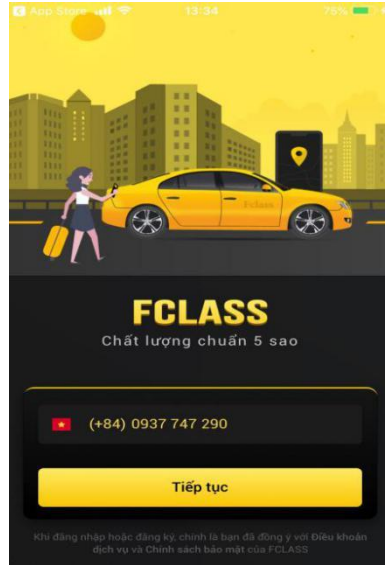 App Store
13:34
75%
Fclass
FCLASS
Chất lượng chuẩn 5 sao
(+84) 0937 747 290
Tiếp tục
Khi đăng nhập hoặc đăng ký, chính là bạn đã đồng ý với Điều khoản
dịch vụ và Chính sách bảo mật của FCLASS